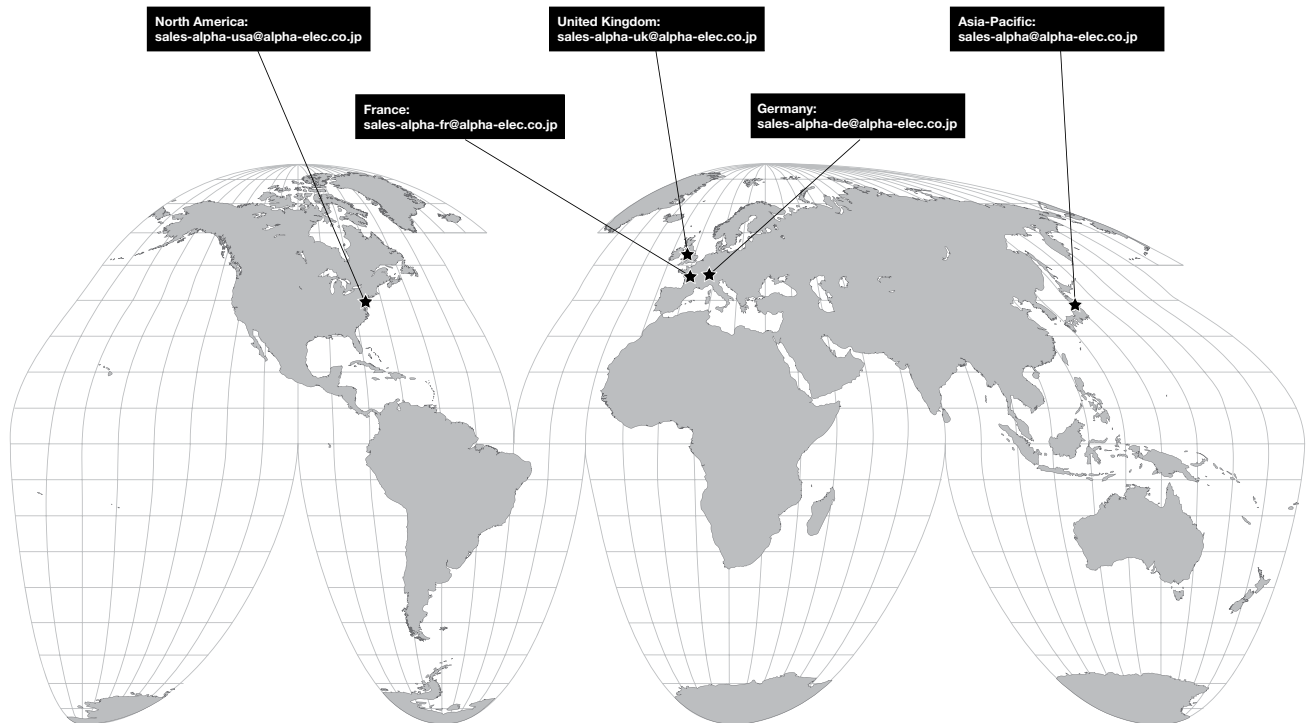 North America:
sales-alpha-usa@alpha-elec.co.jp
United Kingdom:
sales-alpha-uk@alpha-elec.co.jp
Asia-Pacific:
sales-alpha@alpha-elec.co.jp
France:
sales-alpha-fr@alpha-elec.co.jp
Germany:
sales-alpha-de@alpha-elec.co.jp